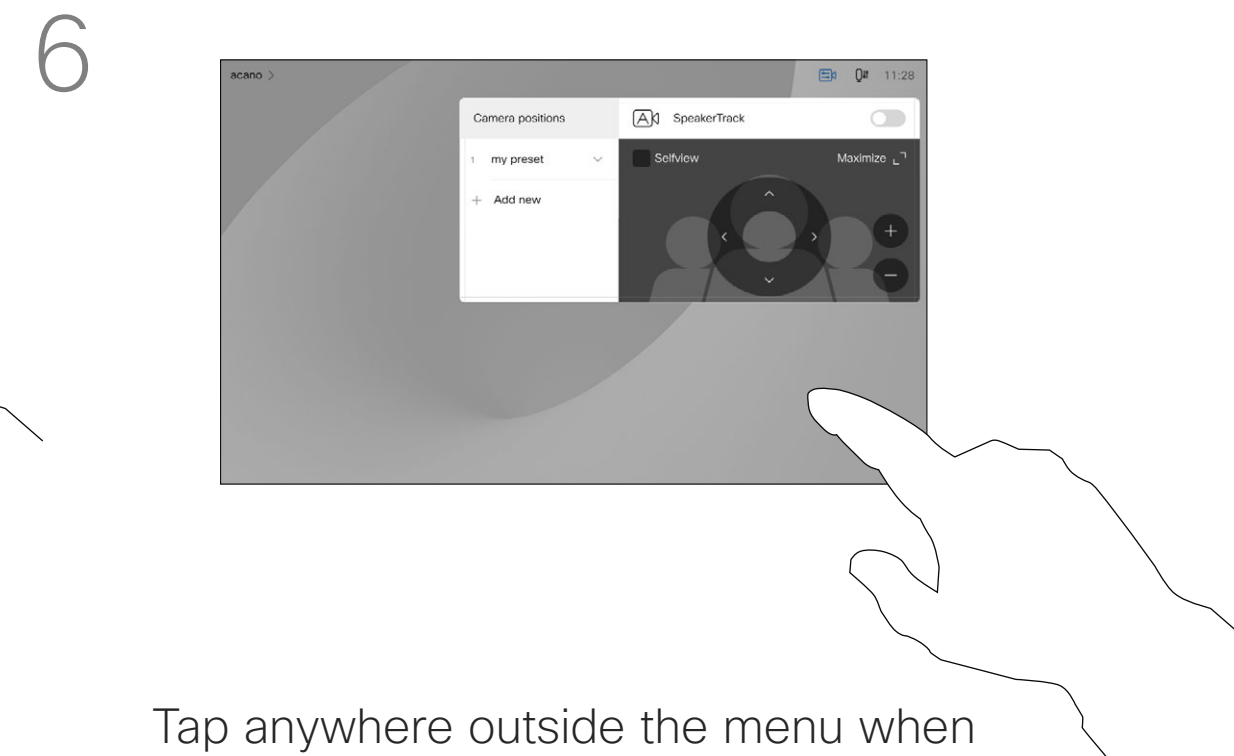 6
acano >
11:28
Camera positions
SpeakerTrack
1 my preset
Selfview
Maximize
+ Add new
Tap anywhere outside the menu when